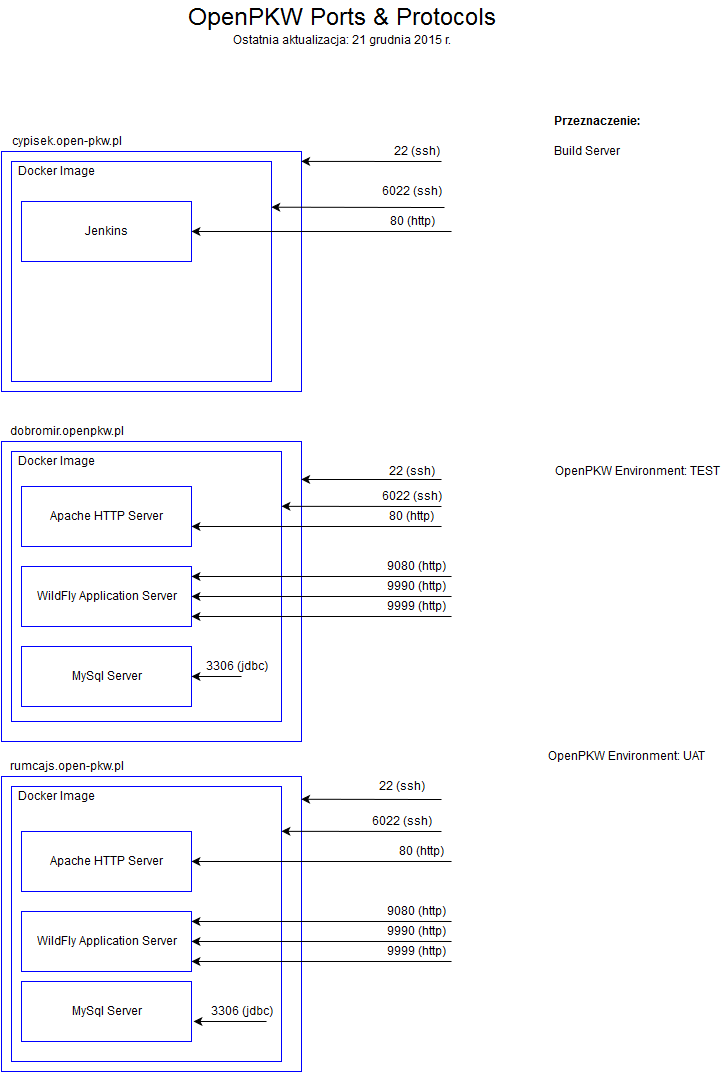 OpenPKW Ports & Protocols
Ostatnia aktualizacja: 21 grudnia 2015 r.
Przeznaczenie:
cypisek.open-pkw.pl
22 (ssh)
Build Server
Docker Image
6022 (ssh)
80 (http)
Jenkins
dobromir.openpkw.pl
Docker Image
22 (ssh)
OpenPKW Environment: TEST
6022 (ssh)
Apache HTTP Server
80 (http)
9080 (http)
9990 (http)
WildFly Application Server
9999 (http)
3306 (jdbc)
MySql Server
OpenPKW Environment: UAT
rumcajs.open-pkw.pl
22 (ssh)
Docker Image
6022 (ssh)
80 (http)
Apache HTTP Server
9080 (http)
9990 (http)
WildFly Application Server
9999 (http)
MySql Server
3306 (jdbc)